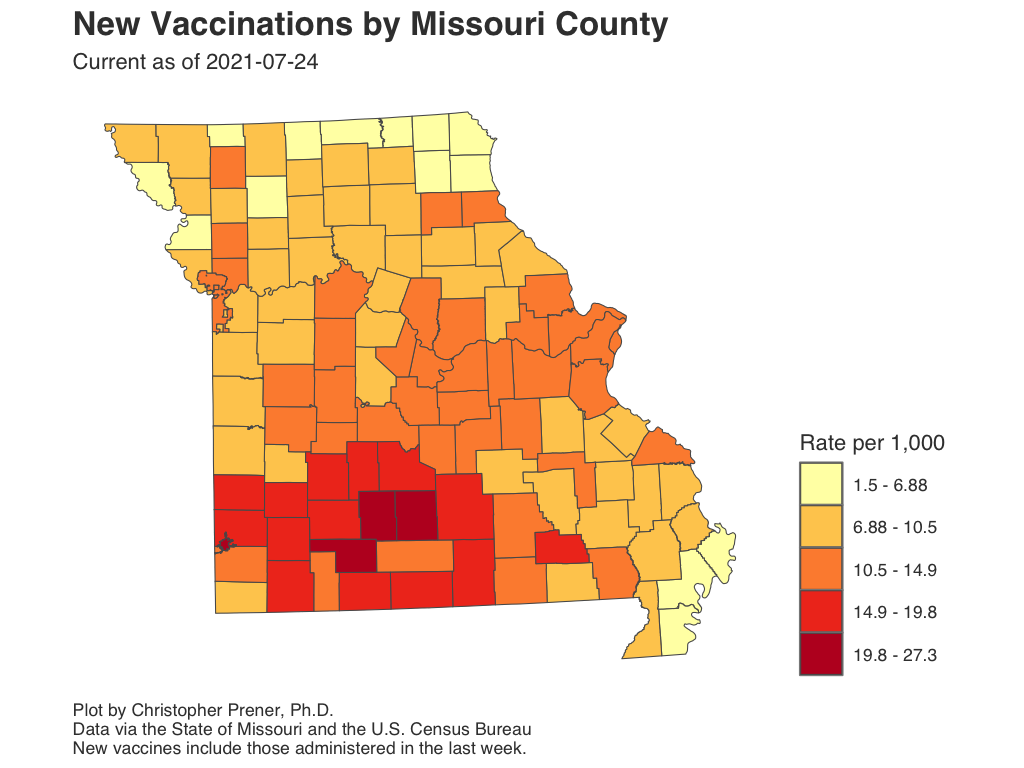 New Vaccinations by Missouri County
Current as of 2021-07-24
Rate per 1,000
1.5 - 6.88
6.88 - 10.5
10.5 - 14.9
14.9 - 19.8
19.8 - 27.3
Plot by Christopher Prener, Ph.D.
Data via the State of Missouri and the U.S. Census Bureau
New vaccines include those administered in the last week.